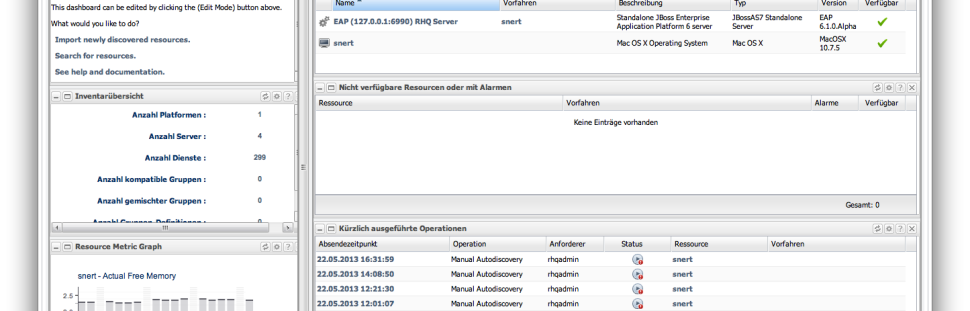 This dashboard can be edited by clicking the (Edit Mode) button above.
What would you like to do?
Import newly discovered resources.
Search for resources.
See help and documentation.
Inventarübersicht
Anzahl Platformen : 1
Anzahl Server : 4
Anzahl Dienste : 299
Anzahl kompatible Gruppen : 0
Anzahl gemischter Gruppen : 0
Anzahl Gruppen-Definitionen : 0
Resource Metric Graph
snert - Actual Free Memory
2.5
Name Vorfahren Beschreibung Typ Version Verfügbar
EAP (127.0.0.1:6990) RHQ Server snert Standalone JBoss Enterprise JBossAS7 Standalone EAP
Application Platform 6 server Server 6.1.0.Alpha
snert Mac OS X Operating System Mac OS X MacOSX
10.7.5
Nicht verfügbare Resourcen oder mit Alarmen
Ressource Vorfahren Alarme Verfügbar
Keine Einträge vorhanden
Gesamt: 0
Kürzlich ausgeführte Operationen
Absendezeitpunkt Operation Anforderer Status Ressource Vorfahren
22.05.2013 16:31:59 Manual Autodiscovery rhqadmin snert
22.05.2013 14:08:50 Manual Autodiscovery rhqadmin snert
22.05.2013 12:21:30 Manual Autodiscovery rhqadmin snert
22.05.2013 12:01:07 Manual Autodiscovery rhqadmin snert